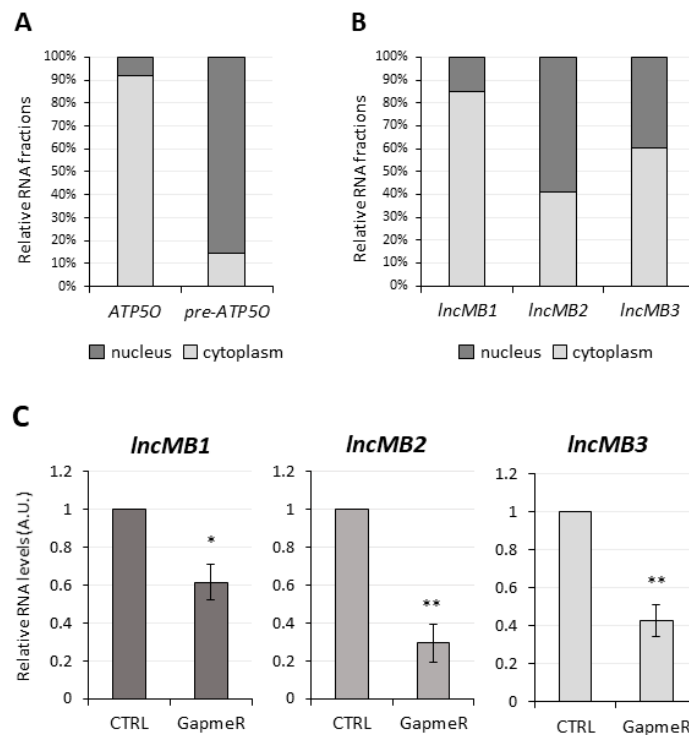 A
Relative RNA fractions
100%
90%
80%
70%
60%
50%
40%
30%
20%
10%
0%
ATP5O pre-ATP5O
nucleus cytoplasm
B
Relative RNA fractions
100%
90%
80%
70%
60%
50%
40%
30%
20%
10%
0%
lncMB1 lncMB2 lncMB3
nucleus cytoplasm
C
lncMB1
Relative RNA levels (A.U.)
1.2
1
0.8
0.6
0.4
0.2
0
*
CTRL GapmeR
lncMB2
1.2
1
0.8
0.6
0.4
0.2
0
**
CTRL GapmeR
lncMB3
1.2
1
0.8
0.6
0.4
0.2
0
**
CTRL GapmeR